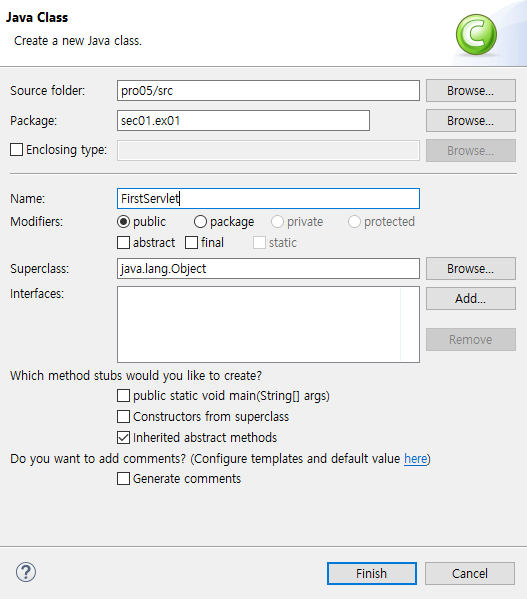 Java Class
Create a new Java class.
C
Source folder: pro05/src Browse...
Package: sec01.ex01 Browse...
Enclosing type: Browse...
Name: FirstServlet
Modifiers: public package private protected
abstract final static
Superclass: java.lang.Object Browse...
Interfaces: Add...
Remove
Which method stubs would you like to create?
public static void main(String[] args)
Constructors from superclass
Inherited abstract methods
Do you want to add comments? (Configure templates and default value here)
Generate comments
? Finish Cancel